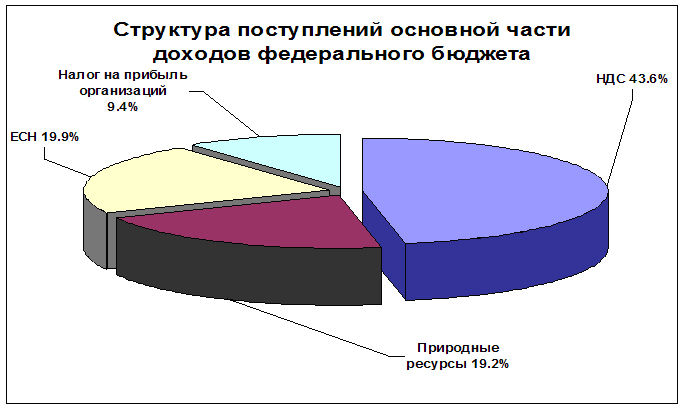 Структура поступлений основной части
доходов федерального бюджета
Налог на прибыль
организаций
9.4%
НДС 43.6%
ЕСН 19.9%
Природные
ресурсы 19.2%